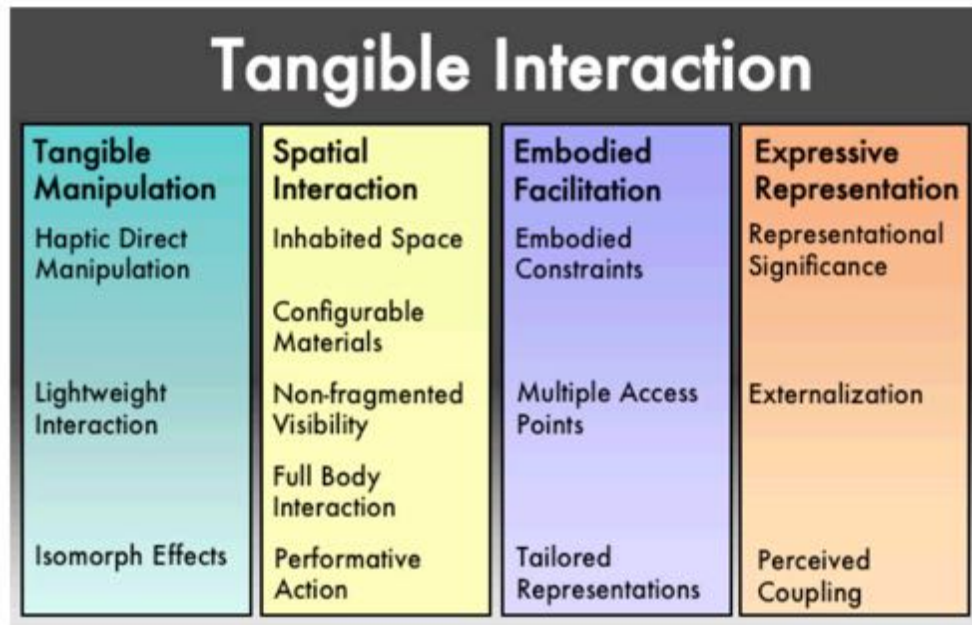 Tangible Interaction
Tangible
Manipulation
Haptic Direct
Manipulation
Lightweight
Interaction
Isomorph Effects
Spatial
Interaction
Inhabited Space
Configurable
Materials
Non-fragmented
Visibility
Full Body
Interaction
Performative
Action
Embodied
Facilitation
Embodied
Constraints
Multiple Access
Points
Tailored
Representations
Expressive
Representation
Representational
Significance
Externalization
Perceived
Coupling